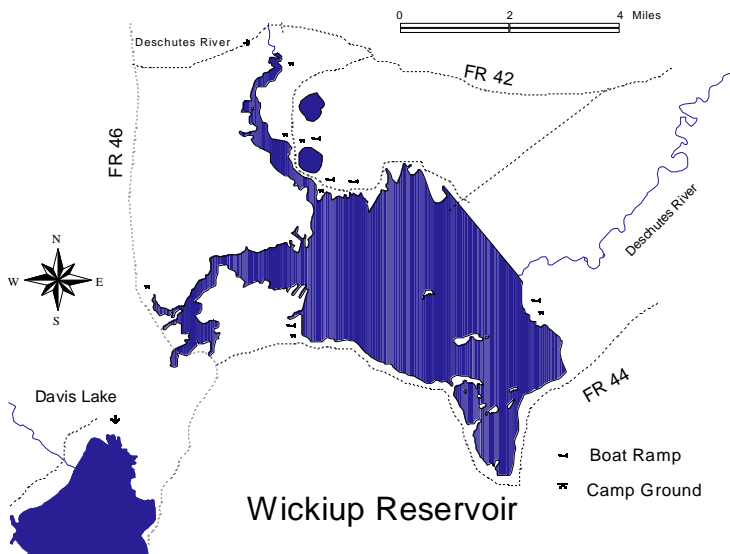 0 2 4 Miles
Deschutes River
FR 42
FR 46
Deschutes River
N
W E
S
FR 44
Davis Lake
Boat Ramp
Camp Ground
Wickiup Reservoir